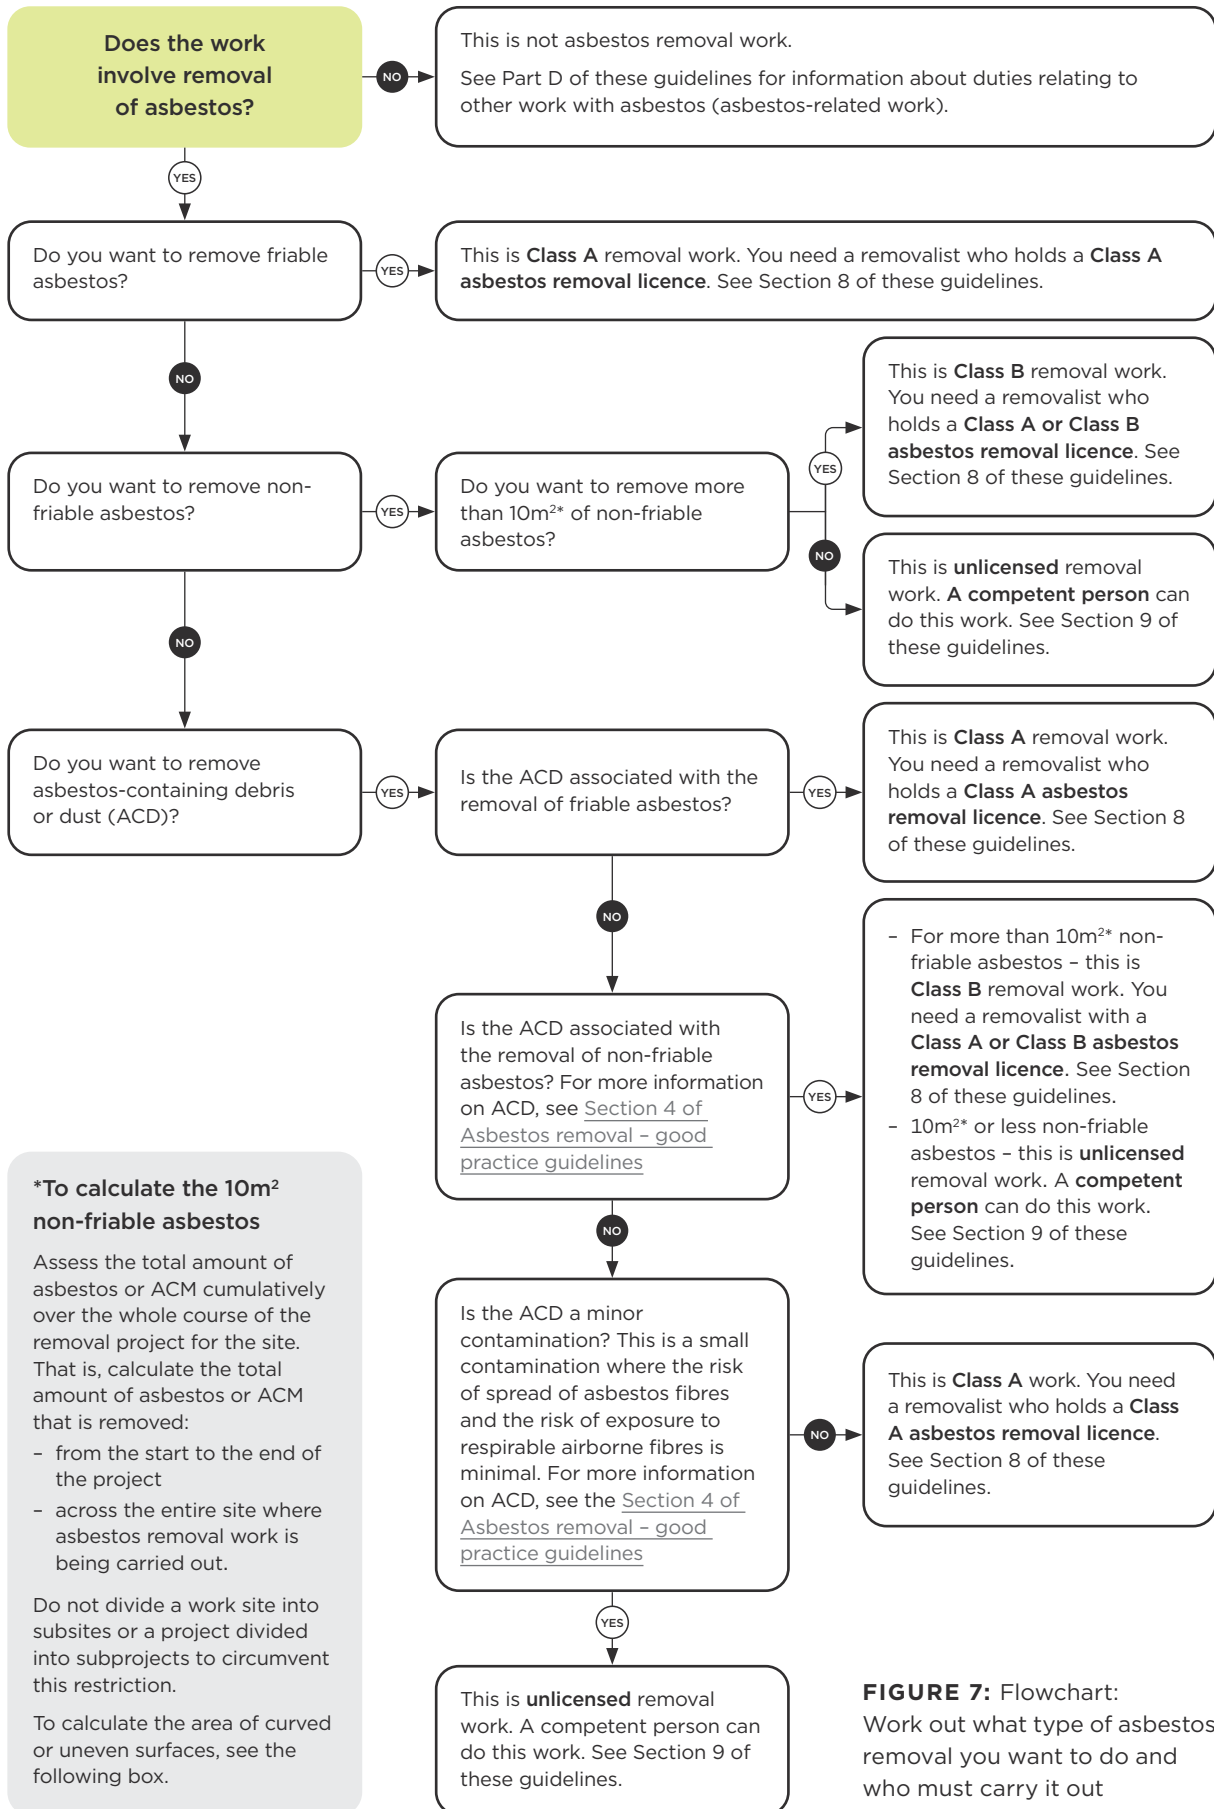 Does the work
involve removal
of asbestos?
NO
This is not asbestos removal work.
See Part D of these guidelines for information about duties relating to
other work with asbestos (asbestos-related work).
YES
Do you want to remove friable
asbestos?
YES
This is Class A removal work. You need a removalist who holds a Class A
asbestos removal licence. See Section 8 of these guidelines.
NO
Do you want to remove non-
friable asbestos?
YES
Do you want to remove more
than 10m²* of non-friable
asbestos?
YES
This is Class B removal work.
You need a removalist who
holds a Class A or Class B
asbestos removal licence. See
Section 8 of these guidelines.
NO
This is unlicensed removal
work. A competent person can
do this work. See Section 9 of
these guidelines.
NO
Do you want to remove
asbestos-containing debris
or dust (ACD)?
YES
Is the ACD associated with the
removal of friable asbestos?
YES
This is Class A removal work.
You need a removalist who
holds a Class A asbestos
removal licence. See Section 8
of these guidelines.
NO
Is the ACD associated with
the removal of non-friable
asbestos? For more information
on ACD, see Section 4 of
Asbestos removal – good
practice guidelines
YES
– For more than 10m²* non-
friable asbestos – this is
Class B removal work. You
need a removalist with a
Class A or Class B asbestos
removal licence. See Section
8 of these guidelines.
– 10m²* or less non-friable
asbestos – this is unlicensed
removal work. A competent
person can do this work.
See Section 9 of these
guidelines.
NO
Is the ACD a minor
contamination? This is a small
contamination where the risk
of spread of asbestos fibres
and the risk of exposure to
respirable airborne fibres is
minimal. For more information
on ACD, see the Section 4 of
Asbestos removal – good
practice guidelines
NO
This is Class A work. You need
a removalist who holds a Class
A asbestos removal licence.
See Section 8 of these
guidelines.
YES
This is unlicensed removal
work. A competent person can
do this work. See Section 9 of
these guidelines.
*To calculate the 10m²
non-friable asbestos
Assess the total amount of
asbestos or ACM cumulatively
over the whole course of the
removal project for the site.
That is, calculate the total
amount of asbestos or ACM
that is removed:
– from the start to the end of
the project
– across the entire site where
asbestos removal work is
being carried out.
Do not divide a work site into
subsites or a project divided
into subprojects to circumvent
this restriction.
To calculate the area of curved
or uneven surfaces, see the
following box.
FIGURE 7: Flowchart:
Work out what type of asbestos
removal you want to do and
who must carry it out